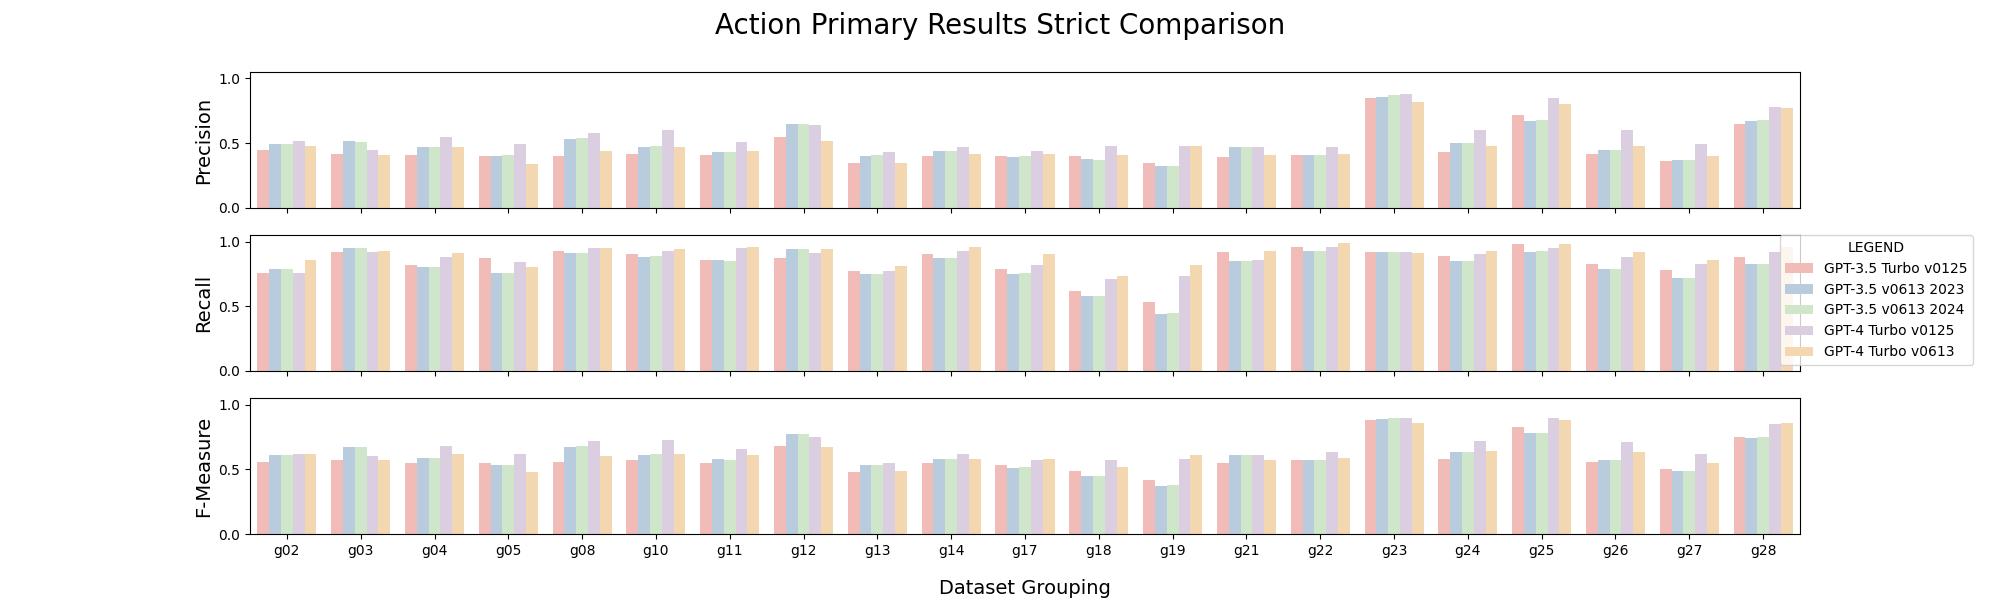 Action Primary Results Strict Comparison
Precision
1.0
0.5
0.0
Recall
1.0
0.5
0.0
LEGEND
GPT-3.5 Turbo v0125
GPT-3.5 v0613 2023
GPT-3.5 v0613 2024
GPT-4 Turbo v0125
GPT-4 Turbo v0613
F-Measure
1.0
0.5
0.0
g02 g03 g04 g05 g08 g10 g11 g12 g13 g14 g17 g18 g19 g21 g22 g23 g24 g25 g26 g27 g28
Dataset Grouping